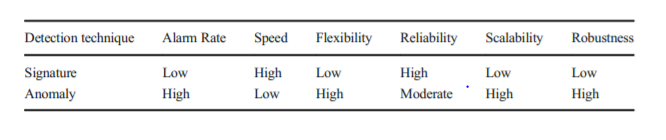 Detection technique Alarm Rate Speed Flexibility Reliability Scalability Robustness
Signature Low High Low High Low Low
Anomaly High Low High Moderate High High